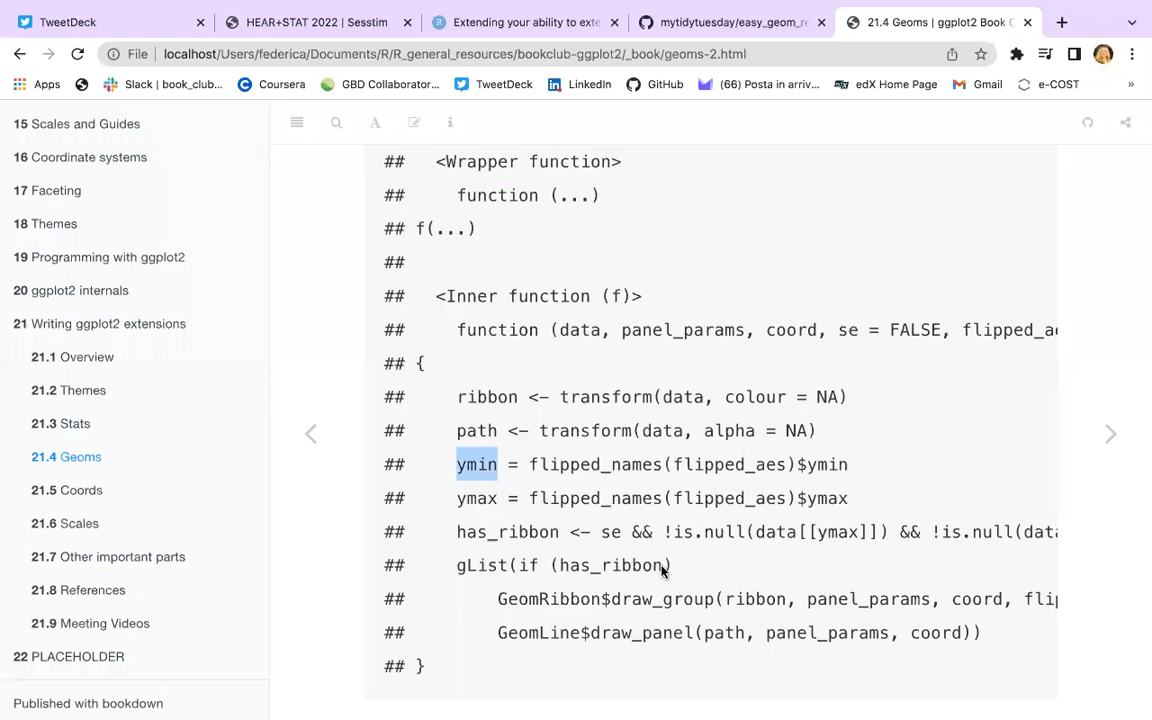 TweetDeck
HEAR+STAT 2022 | Sesstim
Extending your ability to exte
mytidytuesday/easy_geom_re
21.4 Geoms | ggplot2 Book C
File
localhost/Users/federica/Documents/R/R_general_resources/bookclub-ggplot2/_book/geoms-2.html
Apps
Slack | book_club...
Coursera
GBD Collaborator...
TweetDeck
LinkedIn
GitHub
(66) Posta in arriv...
edX Home Page
Gmail
e-COST
»
15 Scales and Guides
16 Coordinate systems
17 Faceting
18 Themes
19 Programming with ggplot2
20 ggplot2 internals
21 Writing ggplot2 extensions
21.1 Overview
21.2 Themes
21.3 Stats
21.4 Geoms
21.5 Coords
21.6 Scales
21.7 Other important parts
21.8 References
21.9 Meeting Videos
22 PLACEHOLDER
Published with bookdown
## <Wrapper function>
## function (...)
## f(...)
##
## <Inner function (f)>
## function (data, panel_params, coord, se = FALSE, flipped_ae
## {
## ribbon <- transform(data, colour = NA)
## path <- transform(data, alpha = NA)
## ymin = flipped_names(flipped_aes)$ymin
## ymax = flipped_names(flipped_aes)$ymax
## has_ribbon <- se && !is.null(data[[ymax]]) && !is.null(data
## gList(if (has_ribbon)
## GeomRibbon$draw_group(ribbon, panel_params, coord, flip
## GeomLine$draw_panel(path, panel_params, coord))
## }